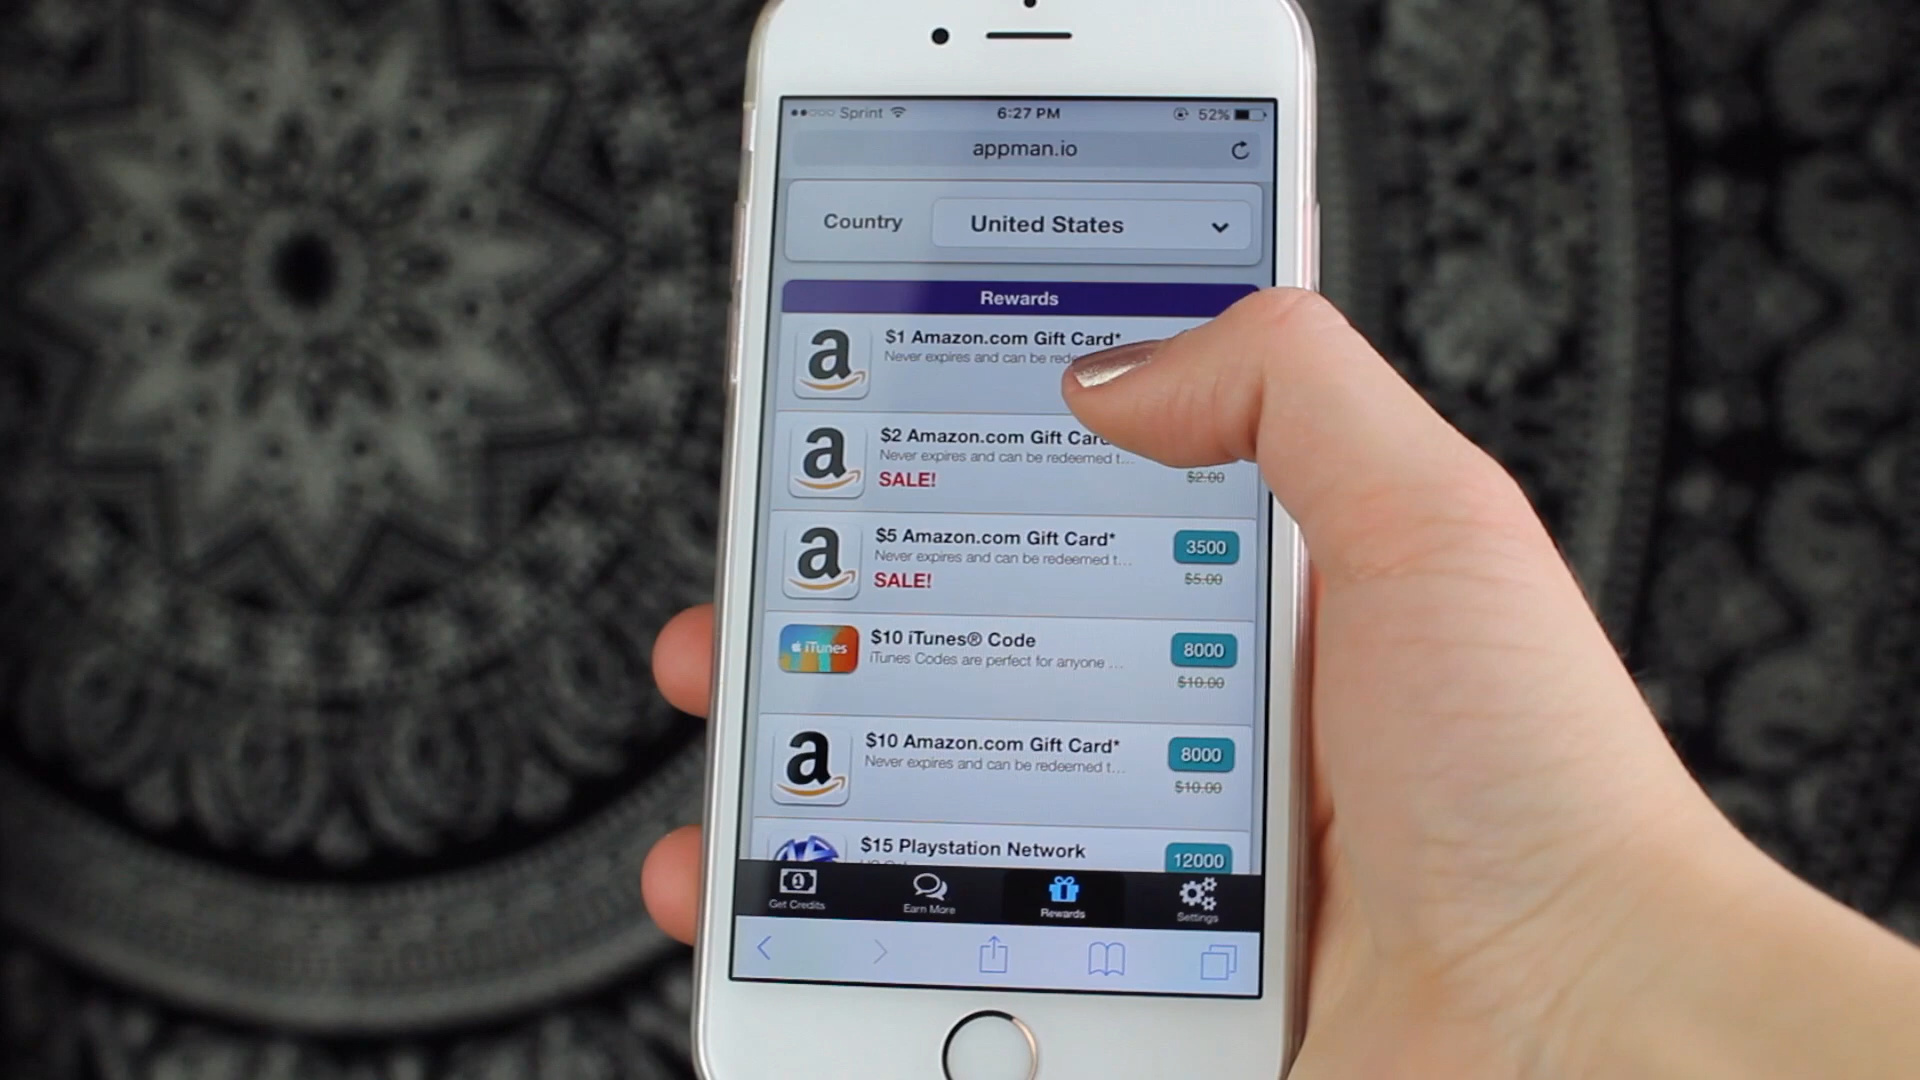 Sprint 6:27 PM 52%
appman.io
Country United States
Rewards
$1 Amazon.com Gift Card*
Never expires and can be
$2 Amazon.com Gift
Never expires and can be redeemed t...
SALE! $2.00
$5 Amazon.com Gift Card* 3500
Never expires and can be redeemed t...
SALE! $5.00
iTunes
$10 iTunes® Code 8000
iTunes Codes are perfect for anyone ...
$10.00
$10 Amazon.com Gift Card* 8000
Never expires and can be redeemed t...
$10.00
$15 Playstation Network 12000
Get Credits Earn More Rewards Settings